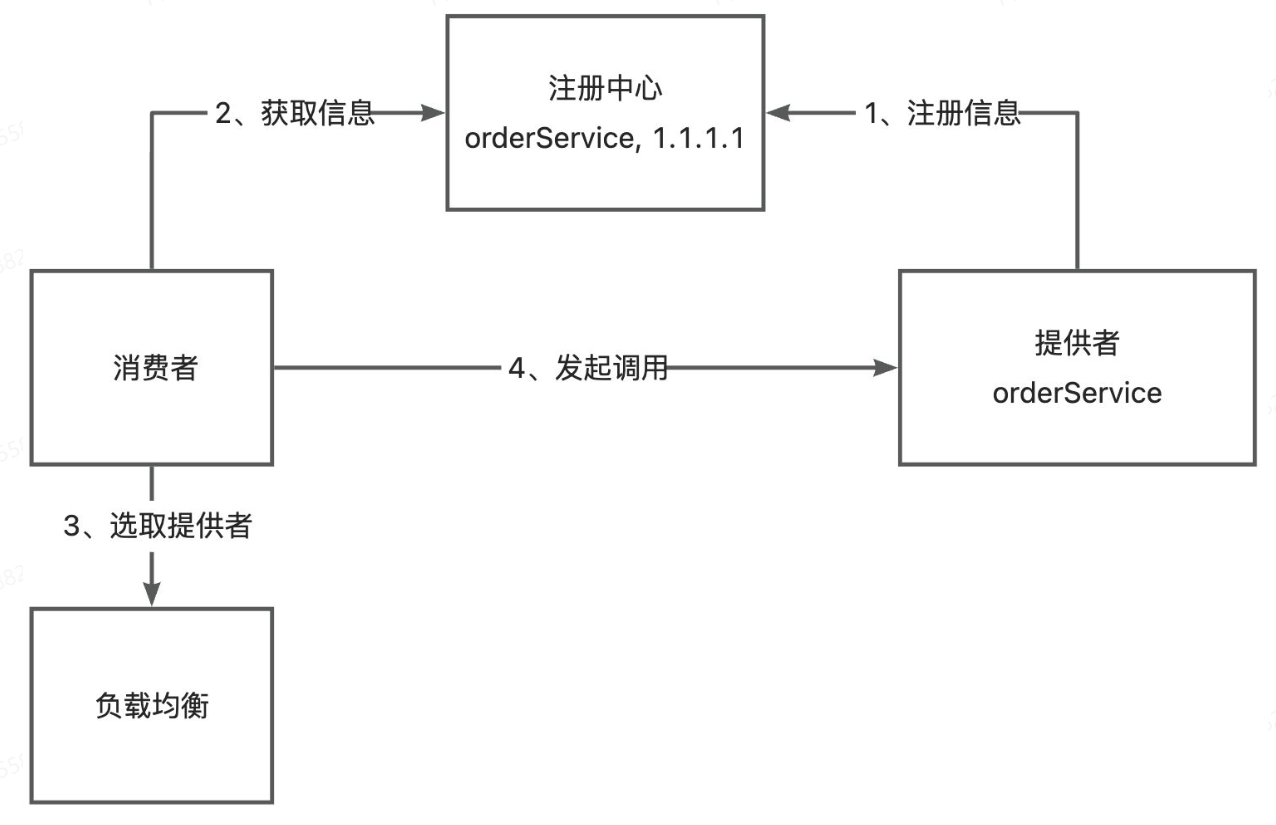 注册中心
orderService, 1.1.1.1
2、获取信息
1、注册信息
消费者
4、发起调用
提供者
orderService
3、选取提供者
负载均衡